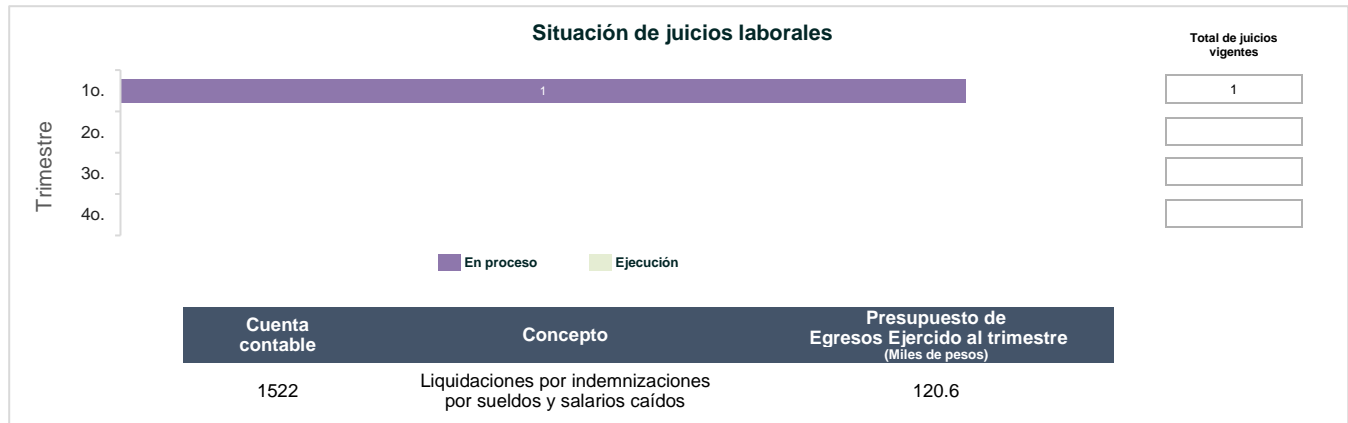 Situación de juicios laborales
Total de juicios
vigentes
Trimestre
1o.
1
1
2o.
3o.
4o.
En proceso
Ejecución
Cuenta
contable
Concepto
Presupuesto de
Egresos Ejercido al trimestre
(Miles de pesos)
1522
Liquidaciones por indemnizaciones
por sueldos y salarios caídos
120.6